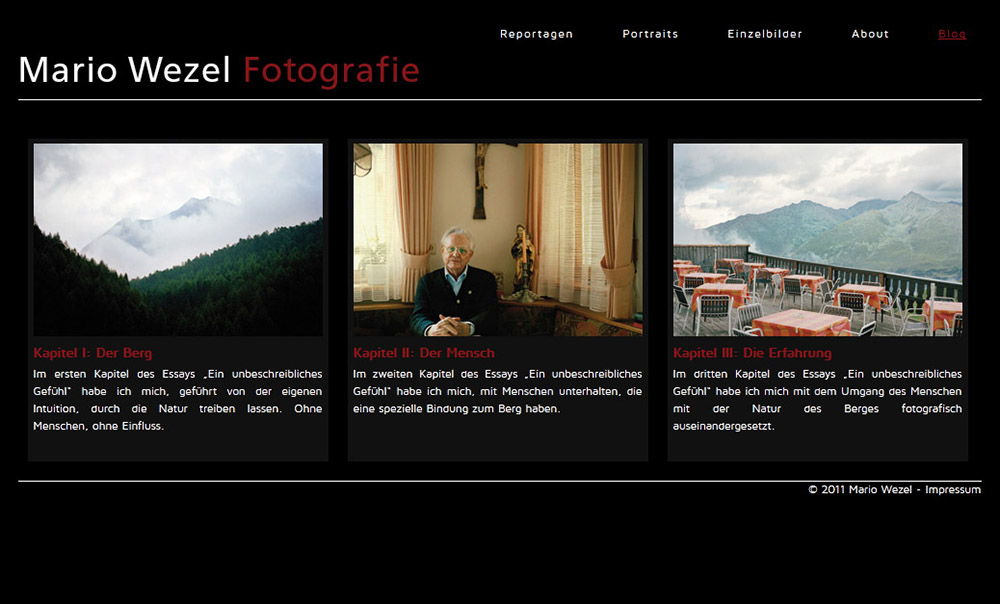 Reportagen Portraits Einzelbilder About Blog
Mario Wezel Fotografie
Kapitel I: Der Berg
Im ersten Kapitel des Essays „Ein unbeschreibliches
Gefühl“ habe ich mich, geführt von der eigenen
Intuition, durch die Natur treiben lassen. Ohne
Menschen, ohne Einfluss.
Kapitel II: Der Mensch
Im zweiten Kapitel des Essays „Ein unbeschreibliches
Gefühl“ habe ich mich, mit Menschen unterhalten, die
eine spezielle Bindung zum Berg haben.
Kapitel III: Die Erfahrung
Im dritten Kapitel des Essays „Ein unbeschreibliches
Gefühl“ habe ich mich mit dem Umgang des Menschen
mit der Natur des Berges fotografisch
auseinandergesetzt.
© 2011 Mario Wezel - Impressum